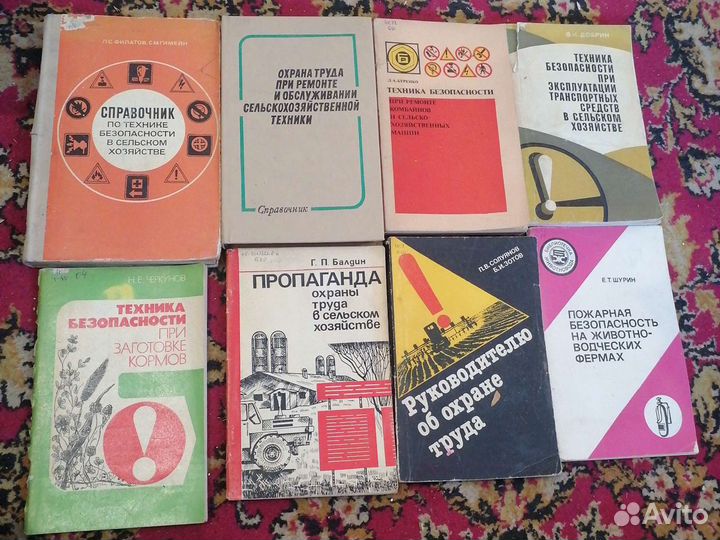 Л.С. ФИЛАТОВ, С.М. ГИМЕЙН
СПРАВОЧНИК
ПО ТЕХНИКЕ
БЕЗОПАСНОСТИ
В СЕЛЬСКОМ
ХОЗЯЙСТВЕ
ОХРАНА ТРУДА
ПРИ РЕМОНТЕ
И ОБСЛУЖИВАНИИ
СЕЛЬСКОХОЗЯЙСТВЕННОЙ
ТЕХНИКИ
Справочник
ТЕХНИКА БЕЗОПАСНОСТИ
ПРИ РЕМОНТЕ
КОМБАЙНОВ
И СЕЛЬСКО-
ХОЗЯЙСТВЕННЫХ
МАШИН
ДОБРИН
ТЕХНИКА
БЕЗОПАСНОСТИ
ПРИ
ЭКСПЛУАТАЦИИ
ТРАНСПОРТНЫХ
СРЕДСТВ
В СЕЛЬСКОМ
ХОЗЯЙСТВЕ
Н.Е. ЧЕРКУНОВ
ТЕХНИКА
БЕЗОПАСНОСТИ
ПРИ
ЗАГОТОВКЕ
КОРМОВ
Г. П. Балдин
ПРОПАГАНДА
охраны
труда
в сельском
хозяйстве
П.В. СОЛУЯНОВ
Б.И. ЗОТОВ
Руководителю
об охране
труда
БИБЛИОТЕЧКА
ЖИВОТНОВОДА
Е.Т. ШУРИН
ПОЖАРНАЯ
БЕЗОПАСНОСТЬ
НА ЖИВОТНО-
ВОДЧЕСКИХ
ФЕРМАХ
Avito